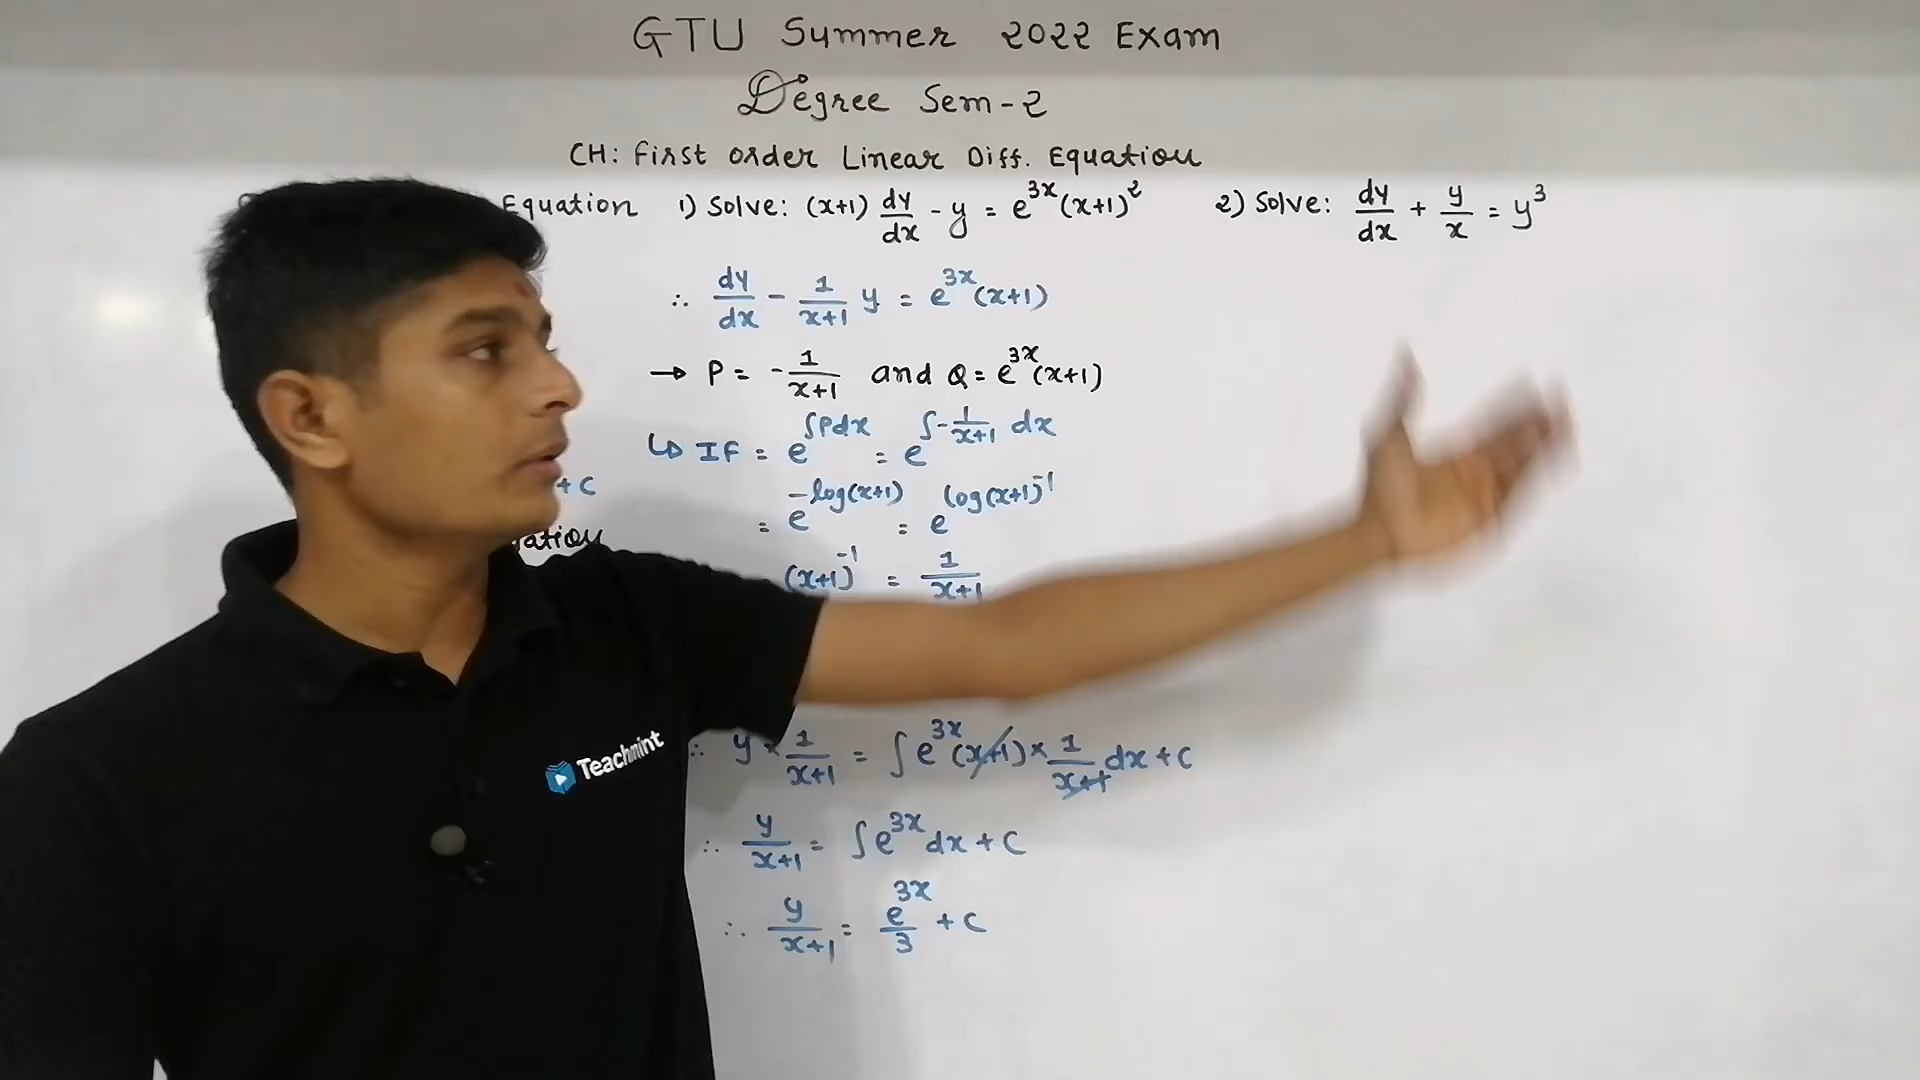 GTU Summer 2022 Exam
Degree Sem-2
CH: First order Linear Diff. Equation
Equation
1) Solve: (x+1) dy/dx - y = e^3x (x+1)^2
2) Solve: dy/dx + y/x = y^3
∴ dy/dx - 1/x+1 y = e^3x (x+1)
→ P = - 1/x+1 and Q = e^3x (x+1)
↳ IF = e^∫Pdx = e^∫-1/x+1 dx
= e^-log(x+1) = e^log(x+1)^-1
(x+1)^-1 = 1/x+1
+ C
∴ y × 1/x+1 = ∫ e^3x (x+1) × 1/x+1 dx + C
∴ y/x+1 = ∫ e^3x dx + C
∴ y/x+1 = e^3x/3 + C
Teachmint